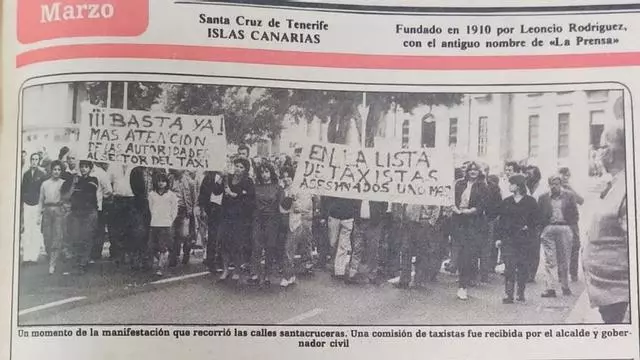 Marzo
Santa Cruz de Tenerife
ISLAS CANARIAS
Fundado en 1910 por Leoncio Rodríguez,
con el antiguo nombre de «La Prensa»
¡¡¡ BASTA YA!
MAS ATENCION
DE LAS AUTORIDADES
AL SECTOR DEL TAXI
EN LA LISTA
DE TAXISTAS
ASESINADOS UNO MAS
Un momento de la manifestación que recorrió las calles santacruceras. Una comisión de taxistas fue recibida por el alcalde y gober-
nador civil